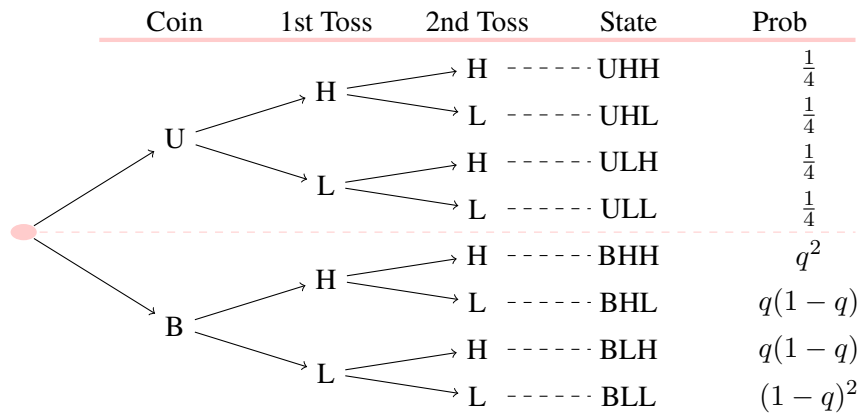 Coin 1st Toss 2nd Toss State Prob
H UHH 1/4
H
L UHL 1/4
U
H ULH 1/4
L
L ULL 1/4
H BHH q²
H
L BHL q(1 − q)
B
H BLH q(1 − q)
L
L BLL (1 − q)²